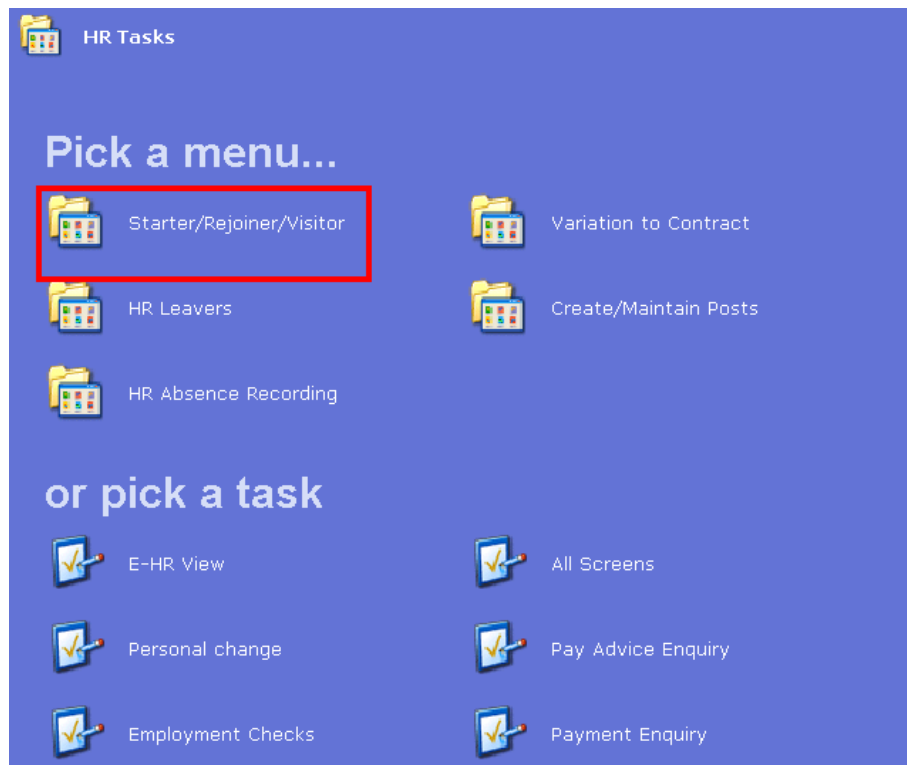 HR Tasks
Pick a menu...
Starter/Rejoiner/Visitor
Variation to Contract
HR Leavers
Create/Maintain Posts
HR Absence Recording
or pick a task
E-HR View
All Screens
Personal change
Pay Advice Enquiry
Employment Checks
Payment Enquiry